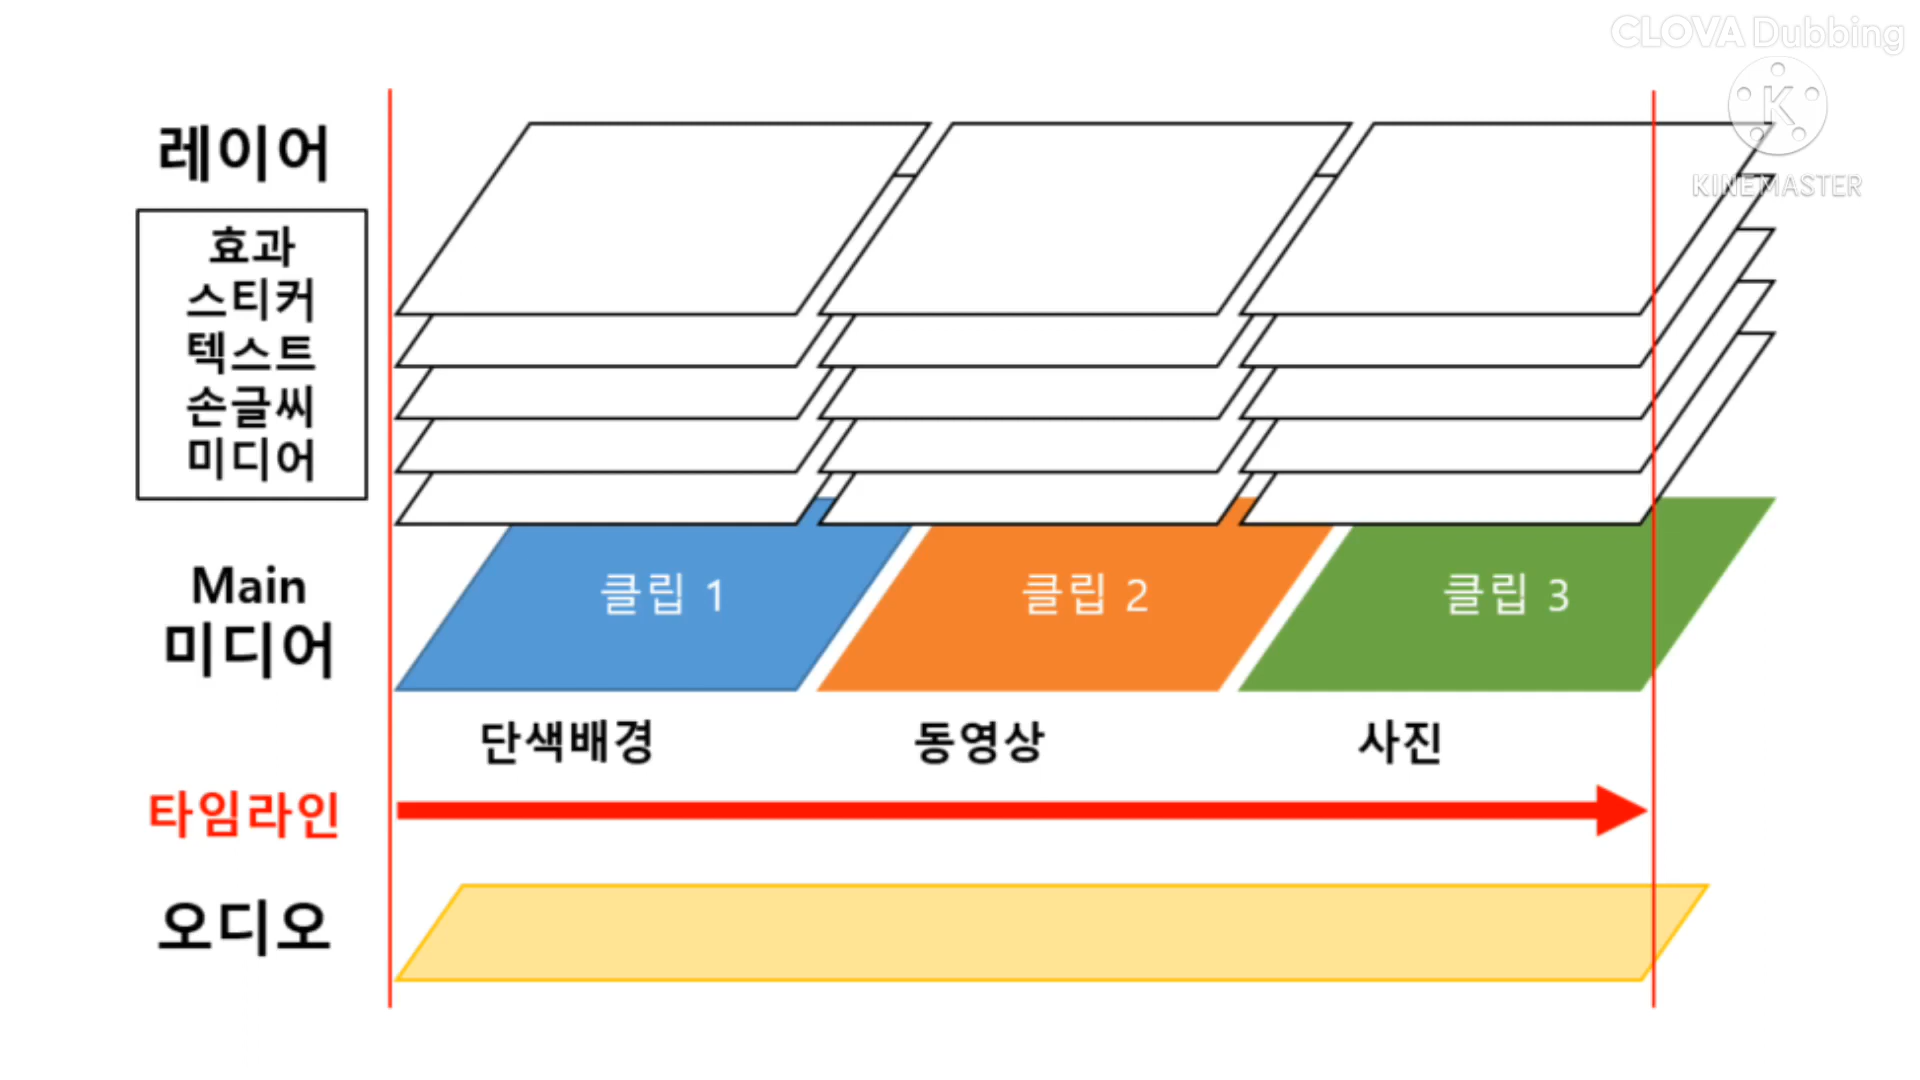 CLOVA Dubbing
K
KINEMASTER
레이어
효과
스티커
텍스트
손글씨
미디어
Main
미디어
클립 1
클립 2
클립 3
단색배경
동영상
사진
타임라인
오디오